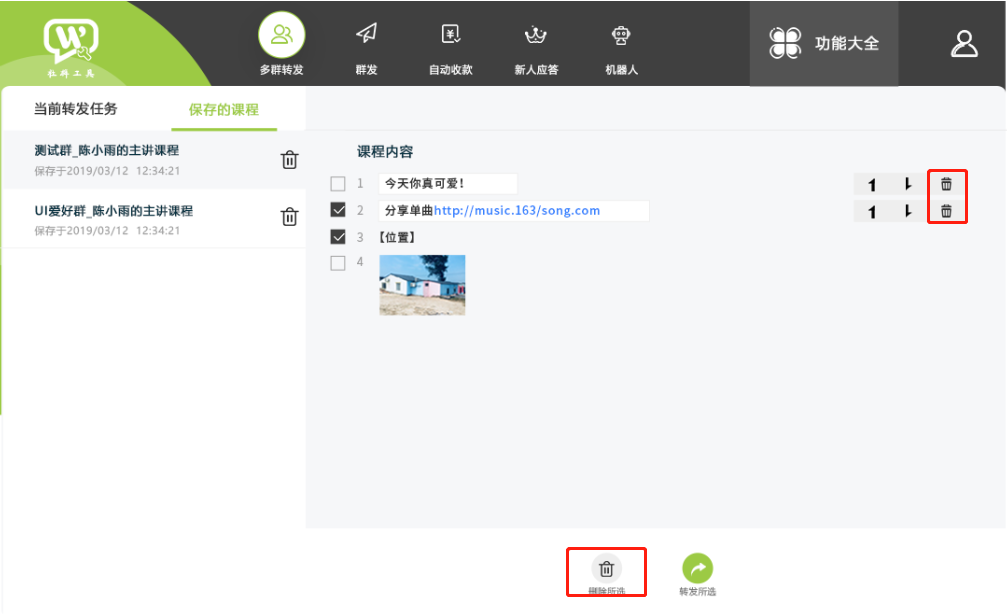 W
社群工具
多群转发
群发
自动收款
新人应答
机器人
功能大全
当前转发任务
保存的课程
测试群_陈小雨的主讲课程
保存于2019/03/12 12:34:21
UI爱好群_陈小雨的主讲课程
保存于2019/03/12 12:34:21
课程内容
1 今天你真可爱!
2 分享单曲http://music.163/song.com
3 【位置】
4
删除所选
转发所选